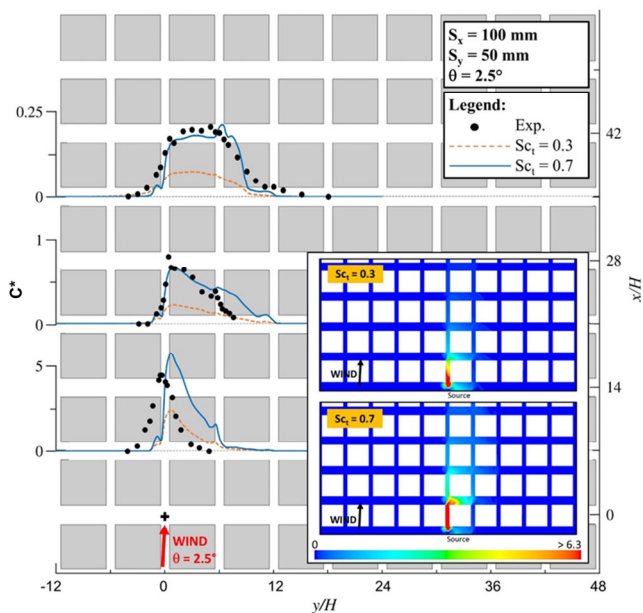 Sₓ = 100 mm
Sᵧ = 50 mm
θ = 2.5°
Legend:
Exp.
Scₜ = 0.3
Scₜ = 0.7
0.25
0
42
1
0
28
C*
x/H
Scₜ = 0.3
WIND
Source
5
0
14
Scₜ = 0.7
WIND
Source
0
> 6.3
0
WIND
θ = 2.5°
-12
0
12
24
36
48
y/H